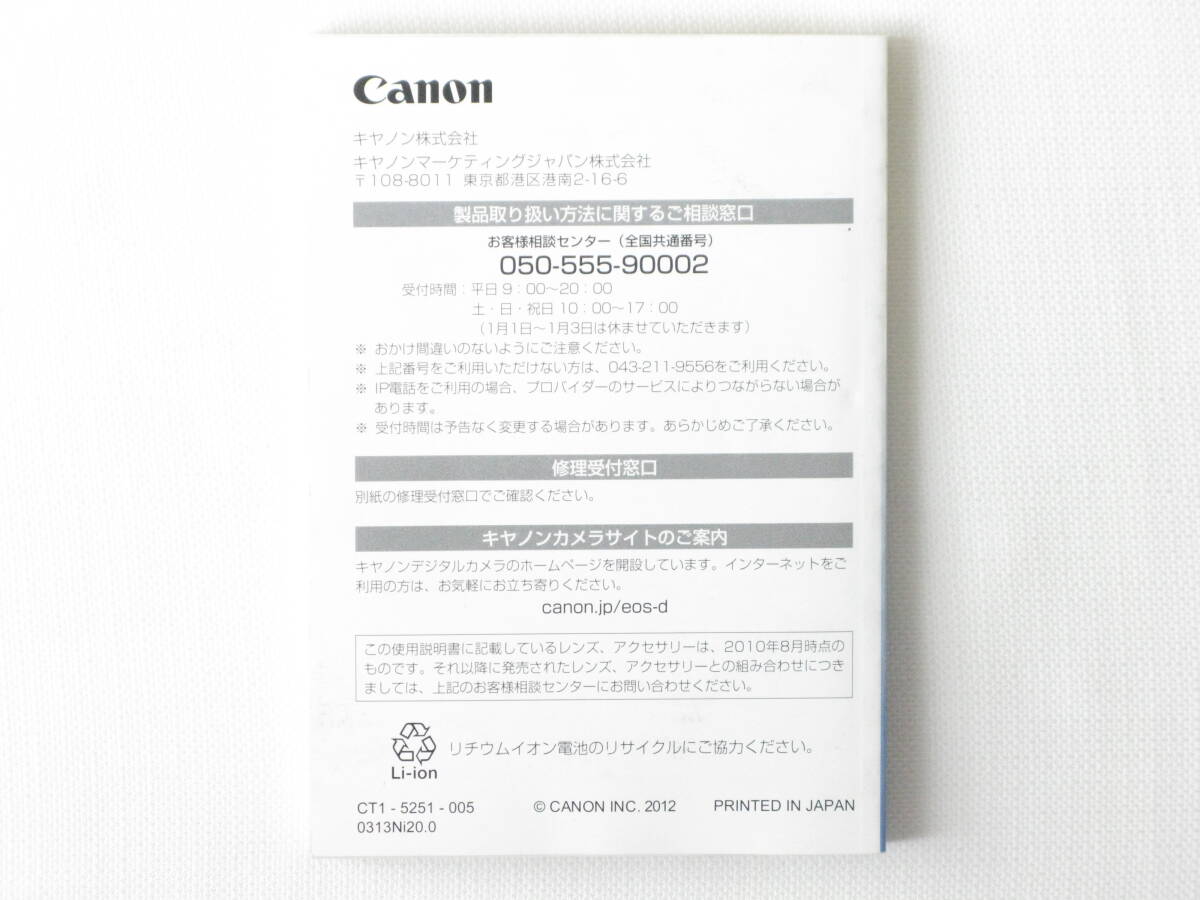 Canon
キヤノン株式会社
キヤノンマーケティングジャパン株式会社
〒108-8011 東京都港区港南2-16-6
製品取り扱い方法に関するご相談窓口
お客様相談センター（全国共通番号）
050-555-90002
受付時間：平日 9：00～20：00
土・日・祝日 10：00～17：00
（1月1日～1月3日は休ませていただきます）
※ おかけ間違いのないようにご注意ください。
※ 上記番号をご利用いただけない方は、043-211-9556をご利用ください。
※ IP電話をご利用の場合、プロバイダーのサービスによりつながらない場合が
あります。
※ 受付時間は予告なく変更する場合があります。あらかじめご了承ください。
修理受付窓口
別紙の修理受付窓口でご確認ください。
キヤノンカメラサイトのご案内
キヤノンデジタルカメラのホームページを開設しています。インターネットをご
利用の方は、お気軽にお立ち寄りください。
canon.jp/eos-d
この使用説明書に記載しているレンズ、アクセサリーは、2010年8月時点の
ものです。それ以降に発売されたレンズ、アクセサリーとの組み合わせにつき
ましては、上記のお客様相談センターにお問い合わせください。
リチウムイオン電池のリサイクルにご協力ください。
Li-ion
CT1 - 5251 - 005 © CANON INC. 2012 PRINTED IN JAPAN
0313Ni20.0